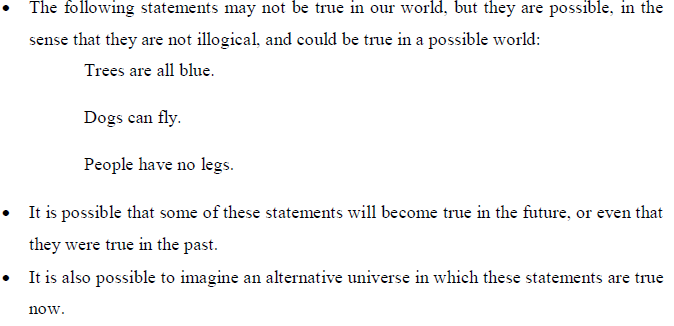 • The following statements may not be true in our world, but they are possible, in the
sense that they are not illogical, and could be true in a possible world:
Trees are all blue.
Dogs can fly.
People have no legs.
• It is possible that some of these statements will become true in the future, or even that
they were true in the past.
• It is also possible to imagine an alternative universe in which these statements are true
now.